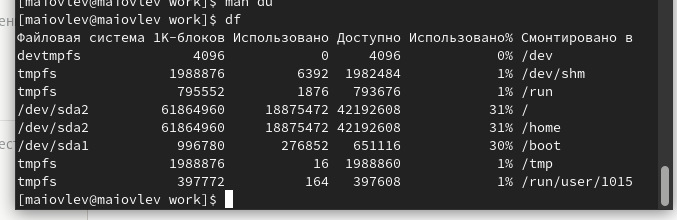 [maiovlev@maiovlev work]$ man du
[maiovlev@maiovlev work]$ df
Файловая система 1K-блоков Использовано Доступно Использовано% Смонтировано в
devtmpfs 4096 0 4096 0% /dev
tmpfs 1988876 6392 1982484 1% /dev/shm
tmpfs 795552 1876 793676 1% /run
/dev/sda2 61864960 18875472 42192608 31% /
/dev/sda2 61864960 18875472 42192608 31% /home
/dev/sda1 996780 276852 651116 30% /boot
tmpfs 1988876 16 1988860 1% /tmp
tmpfs 397772 164 397608 1% /run/user/1015
[maiovlev@maiovlev work]$